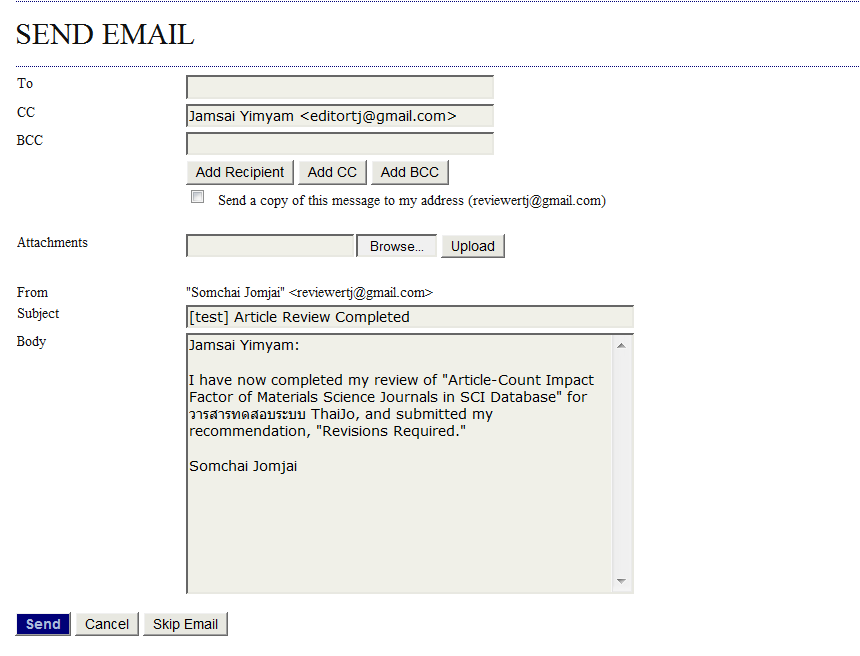 SEND EMAIL
To
CC Jamsai Yimyam <editortj@gmail.com>
BCC
Add Recipient Add CC Add BCC
Send a copy of this message to my address (reviewertj@gmail.com)
Attachments Browse... Upload
From "Somchai Jomjai" <reviewertj@gmail.com>
Subject [test] Article Review Completed
Body Jamsai Yimyam:
I have now completed my review of "Article-Count Impact
Factor of Materials Science Journals in SCI Database" for
วารสารทดสอบระบบ ThaiJo, and submitted my
recommendation, "Revisions Required."
Somchai Jomjai
Send Cancel Skip Email